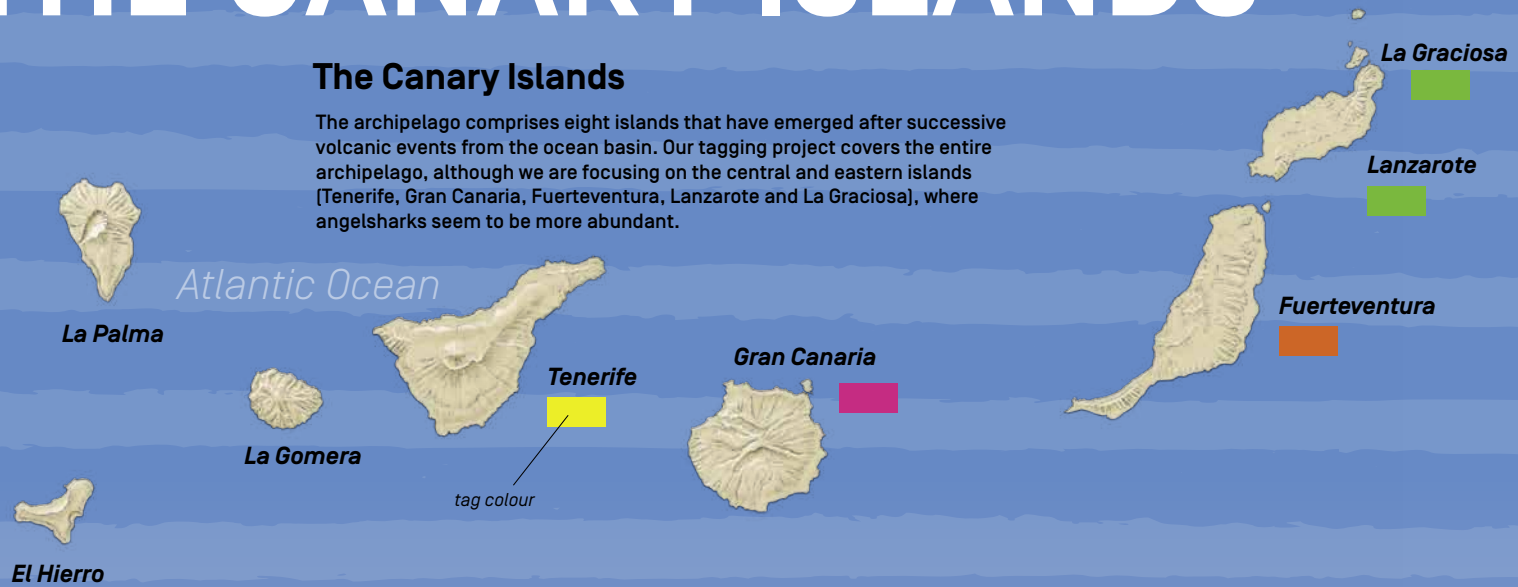 THE CANARY ISLANDS
The Canary Islands
The archipelago comprises eight islands that have emerged after successive
volcanic events from the ocean basin. Our tagging project covers the entire
archipelago, although we are focusing on the central and eastern islands
(Tenerife, Gran Canaria, Fuerteventura, Lanzarote and La Graciosa), where
angelsharks seem to be more abundant.
La Graciosa
Lanzarote
Atlantic Ocean
Fuerteventura
La Palma
Gran Canaria
Tenerife
La Gomera
tag colour
El Hierro